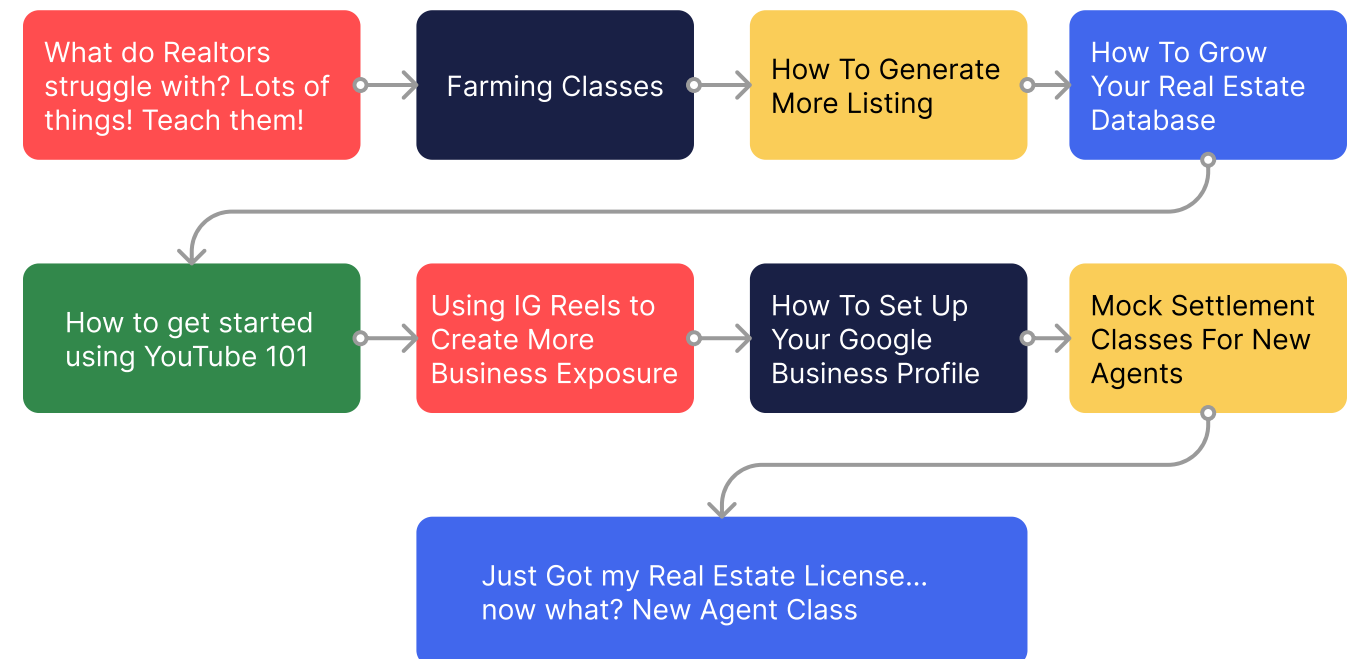 What do Realtors
struggle with? Lots of
things! Teach them!
Farming Classes
How To Generate
More Listing
How To Grow
Your Real Estate
Database
How to get started
using YouTube 101
Using IG Reels to
Create More
Business Exposure
How To Set Up
Your Google
Business Profile
Mock Settlement
Classes For New
Agents
Just Got my Real Estate License...
now what? New Agent Class